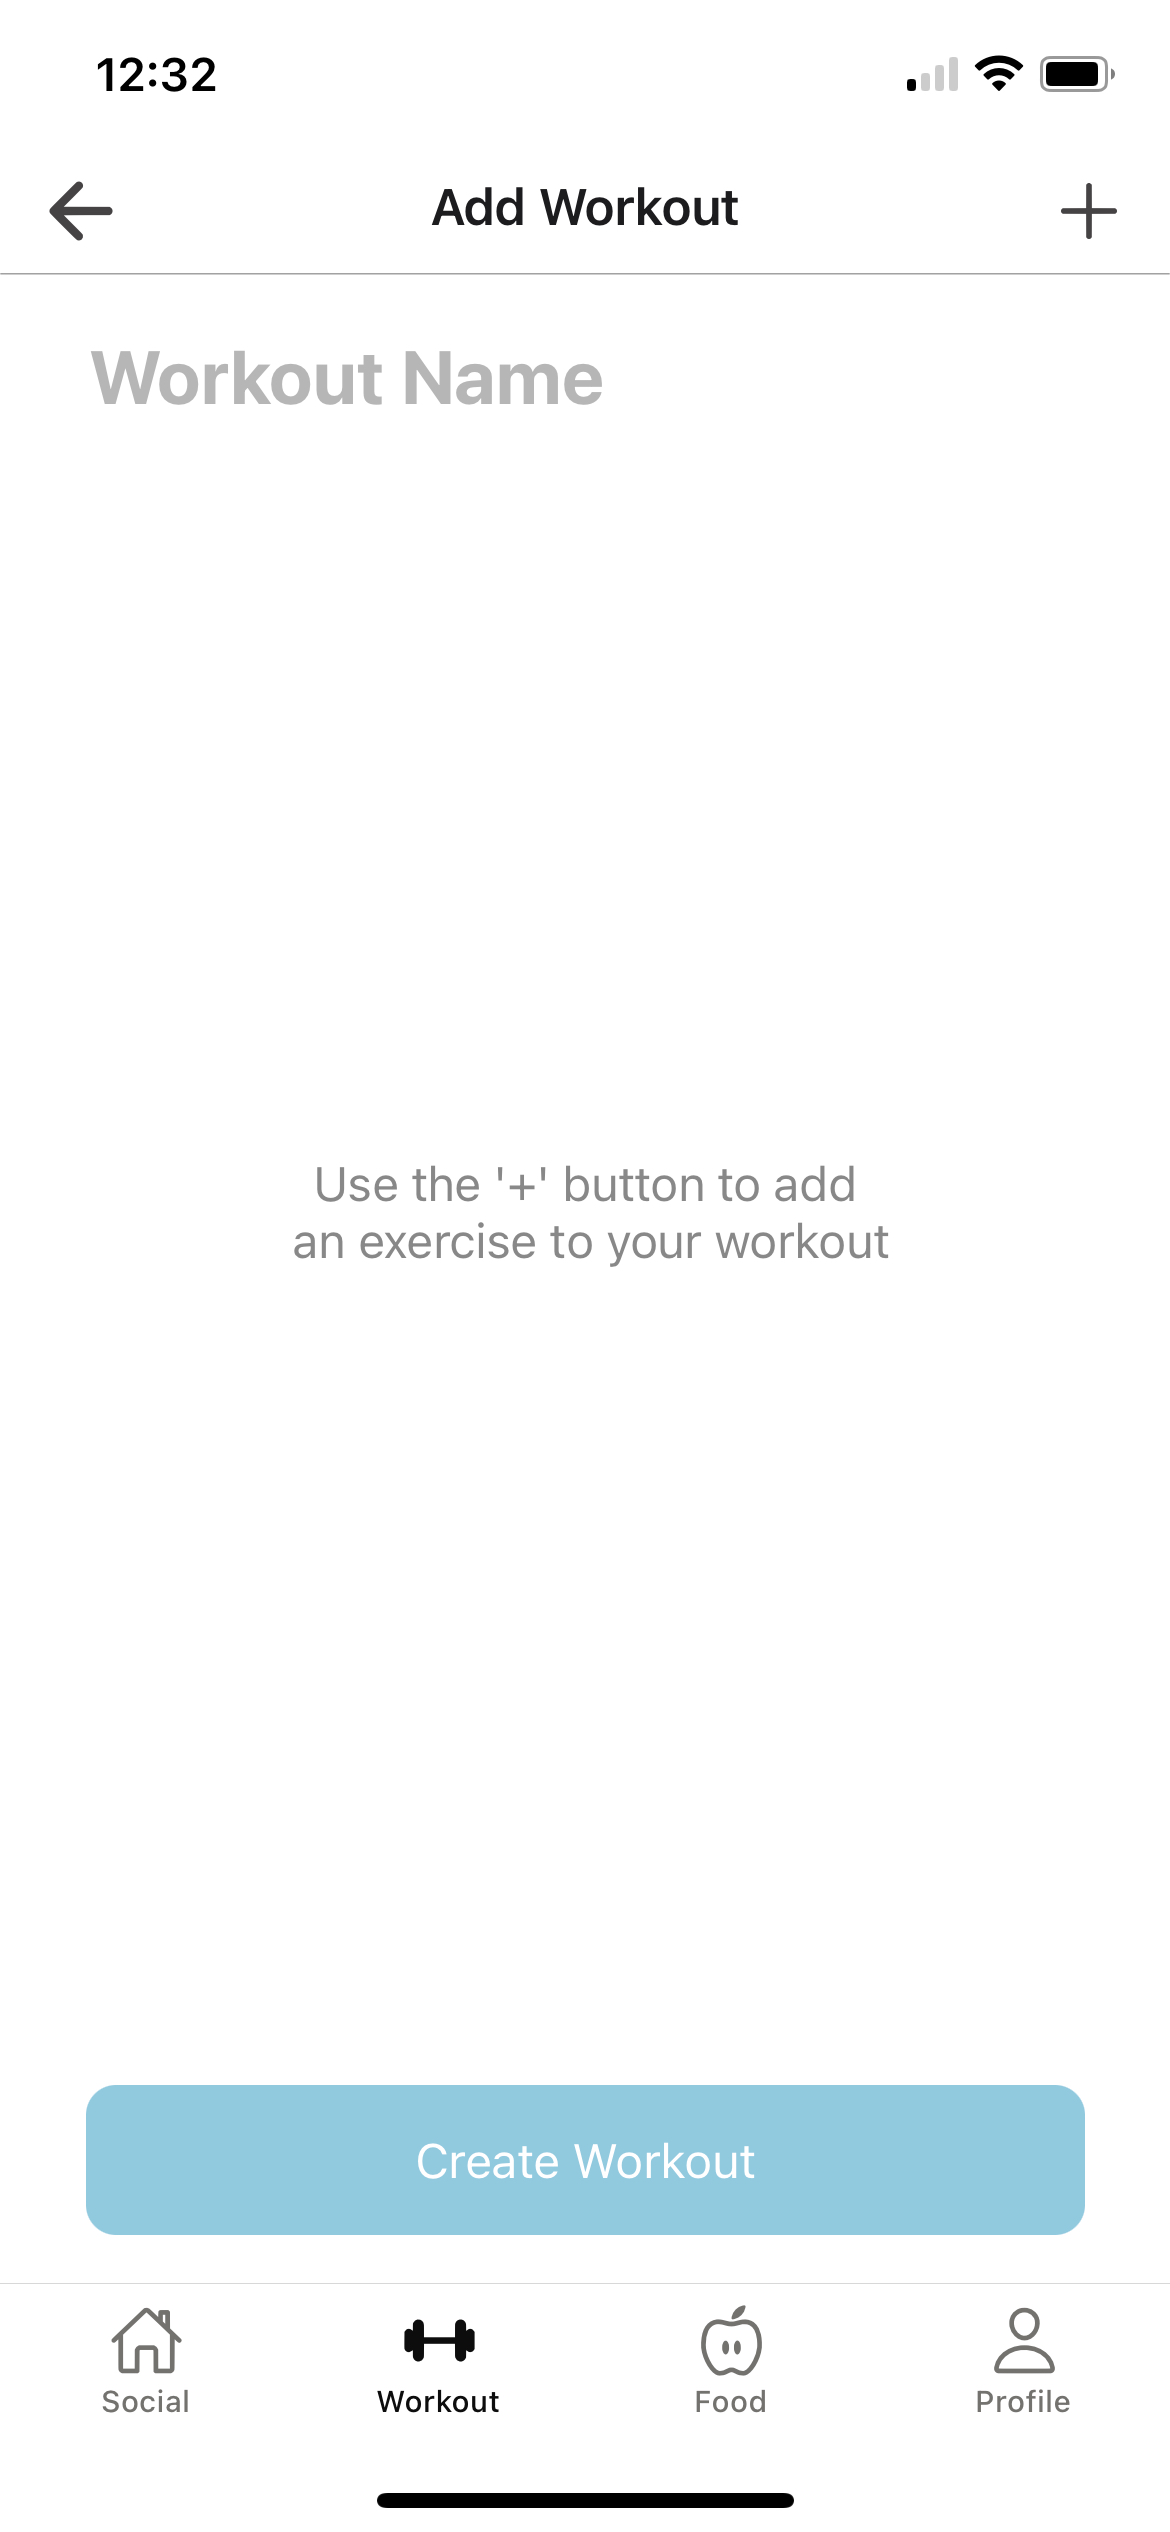 12:32
Add Workout
Workout Name
Use the '+' button to add
an exercise to your workout
Create Workout
Social
Workout
Food
Profile